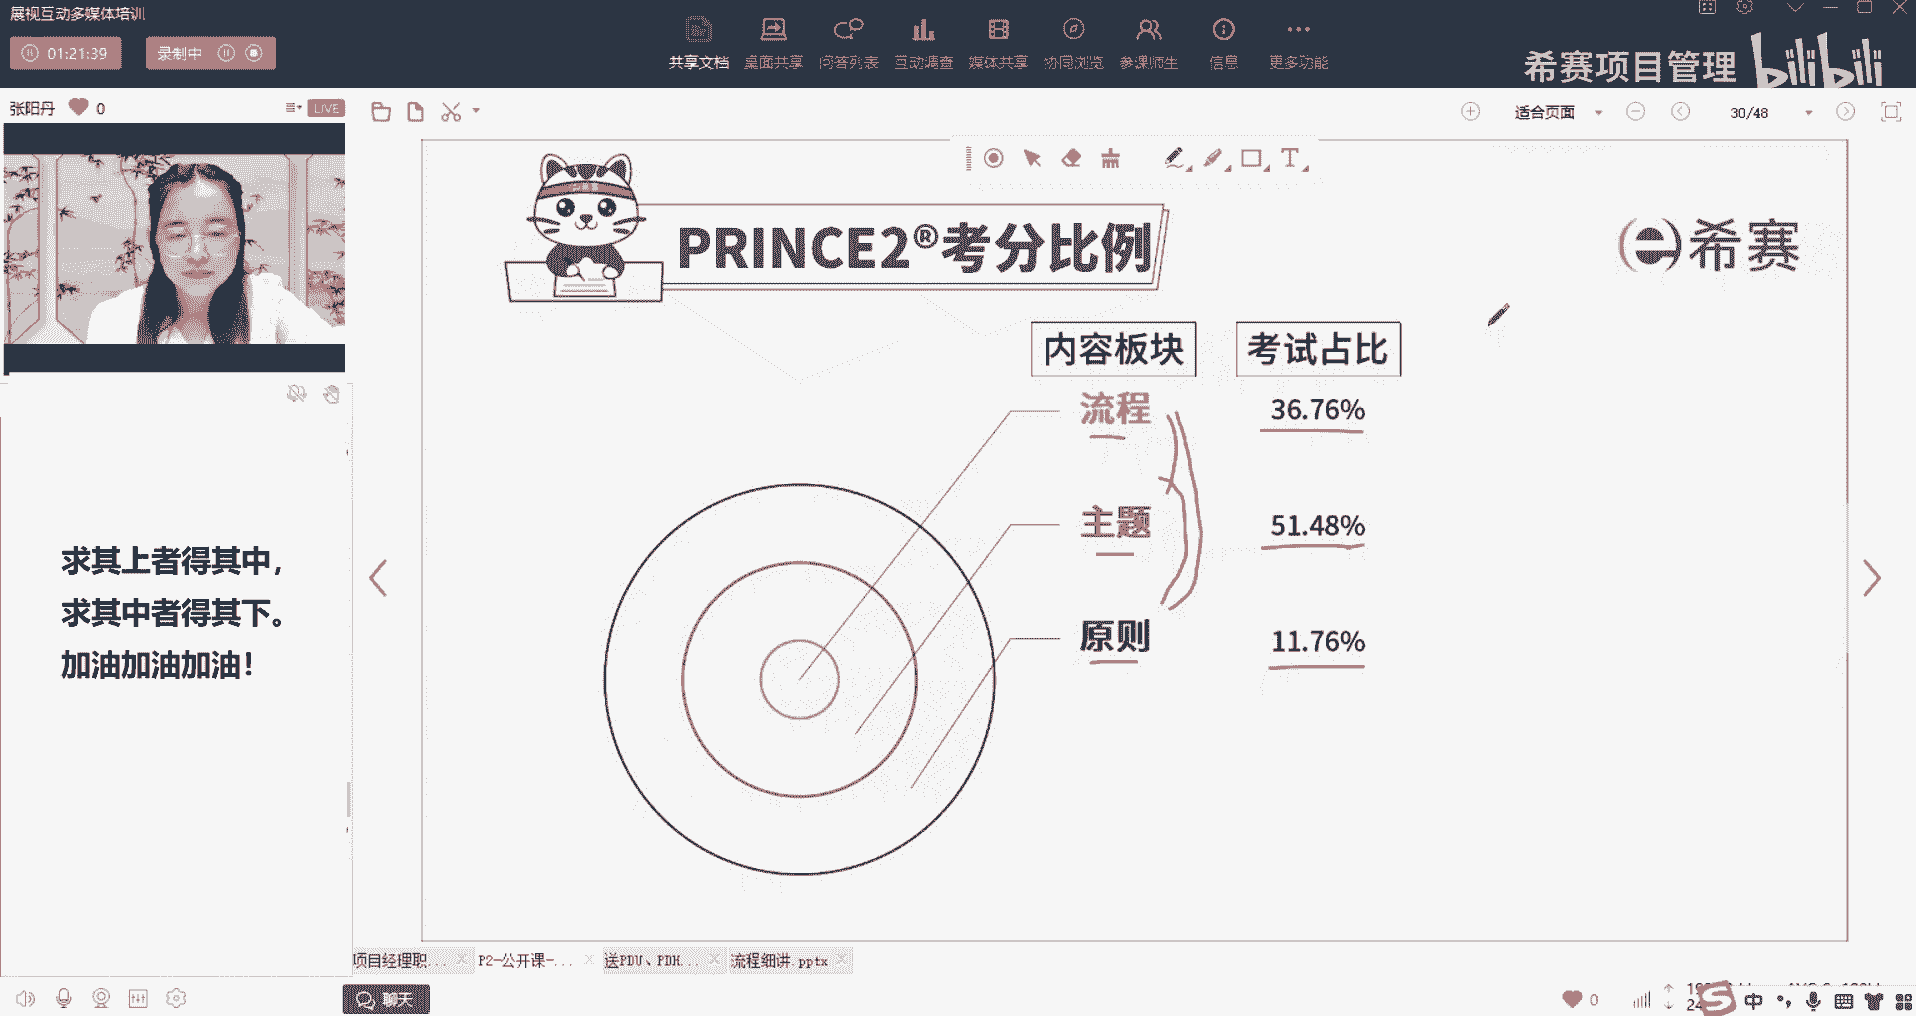 展视互动多媒体培训
01:21:39
录制中
共享文档
桌面共享
问答列表
互动调查
媒体共享
协同浏览
参课师生
信息
更多功能
希赛项目管理
bilibili
张阳丹
0
LIVE
适合页面
30/48
PRINCE2®考分比例
希赛
内容板块
考试占比
流程
36.76%
主题
51.48%
原则
11.76%
求其上者得其中，
求其中者得其下。
加油加油加油！
项目经理职...
P2-公开课-...
送PDU、PDH...
流程细讲.pptx
聊天
0
中